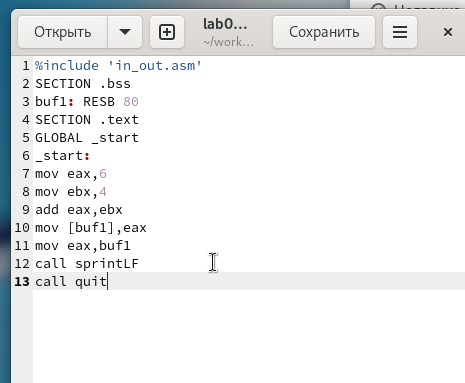 Открыть
lab0...
~/work...
Сохранить
1 %include 'in_out.asm'
2 SECTION .bss
3 buf1: RESB 80
4 SECTION .text
5 GLOBAL _start
6 _start:
7 mov eax,6
8 mov ebx,4
9 add eax,ebx
10 mov [buf1],eax
11 mov eax,buf1
12 call sprintLF
13 call quit